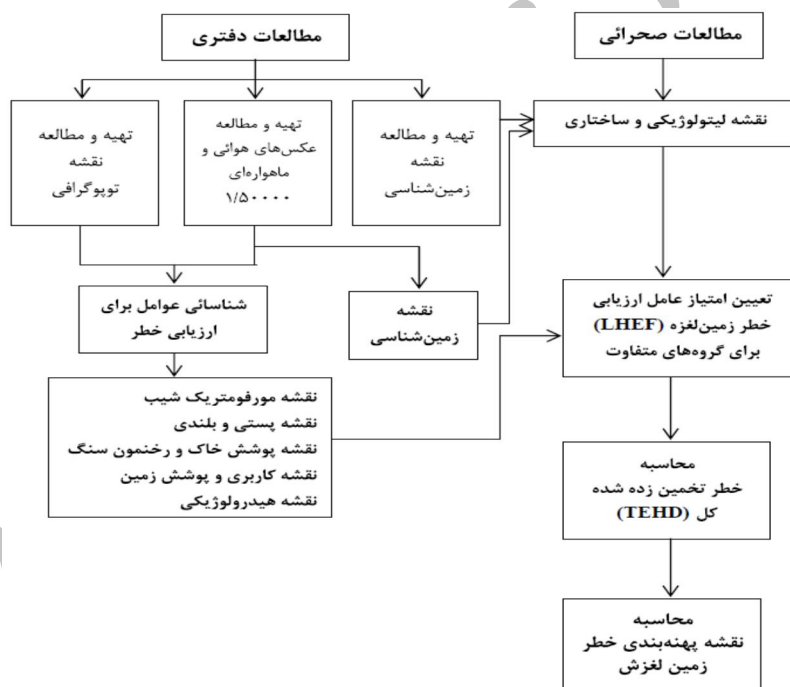 مطالعات صحرائی
مطالعات دفتری
نقشه لیتولوژیکی و ساختاری
تهیه و مطالعه
نقشه
زمین‌شناسی
تهیه و مطالعه
عکس‌های هوائی و
ماهواره‌ای
۱/۵۰۰۰۰
تهیه و مطالعه
نقشه
توپوگرافی
تعیین امتیاز عامل ارزیابی
خطر زمین‌لغزه (LHEF)
برای گروه‌های متفاوت
نقشه
زمین‌شناسی
شناسائی عوامل برای
ارزیابی خطر
نقشه مورفومتریک شیب
نقشه پستی و بلندی
نقشه پوشش خاک و رخنمون سنگ
نقشه کاربری و پوشش زمین
نقشه هیدرولوژیکی
محاسبه
خطر تخمین زده شده
کل (TEHD)
محاسبه
نقشه پهنه‌بندی خطر
زمین لغزش